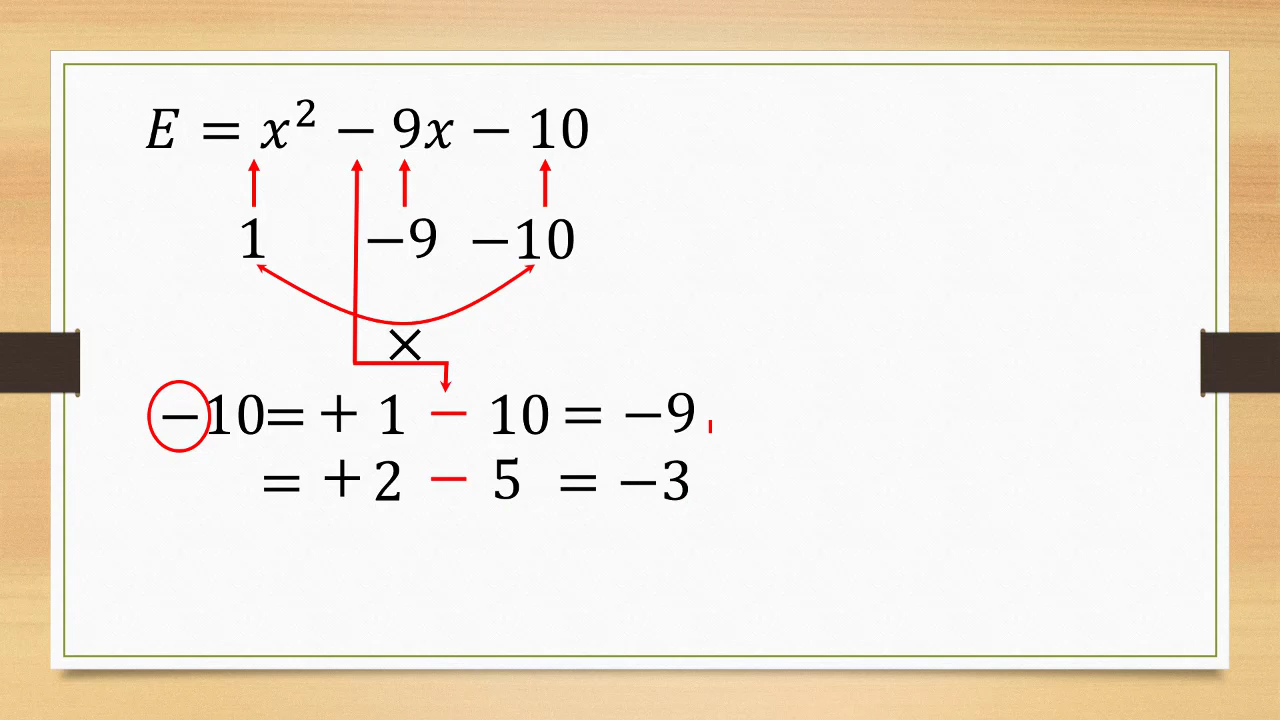 E = x² − 9x − 10
1 −9 −10
×
−10= + 1 − 10 = −9
= +2 − 5 = −3